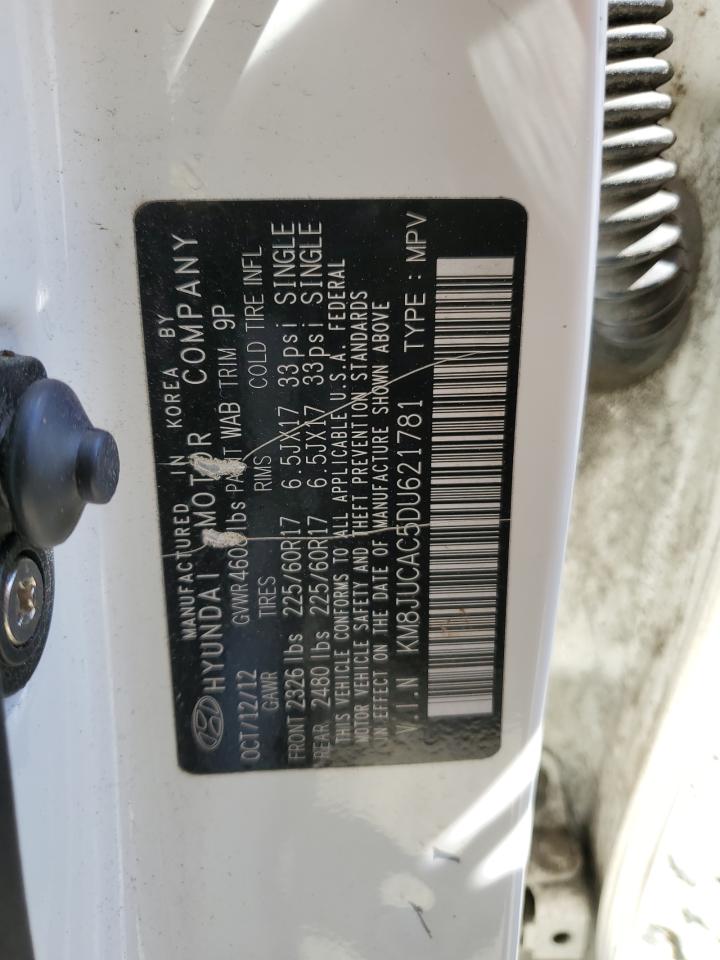 MANUFACTURED IN KOREA BY
HYUNDAI MOTOR COMPANY
OCT/12/12 GVWR 4608 lbs PAINT WAB TRIM 9P
GAWR TIRES RIMS COLD TIRE INFL
FRONT 2326 lbs 225/60R17 6.5JX17 33psi SINGLE
REAR 2480 lbs 225/60R17 6.5JX17 33psi SINGLE
THIS VEHICLE CONFORMS TO ALL APPLICABLE U.S.A. FEDERAL
MOTOR VEHICLE SAFETY AND THEFT PREVENTION STANDARDS
IN EFFECT ON THE DATE OF MANUFACTURE SHOWN ABOVE
V.I.N KM8JUCAC5DU621781 TYPE : MPV